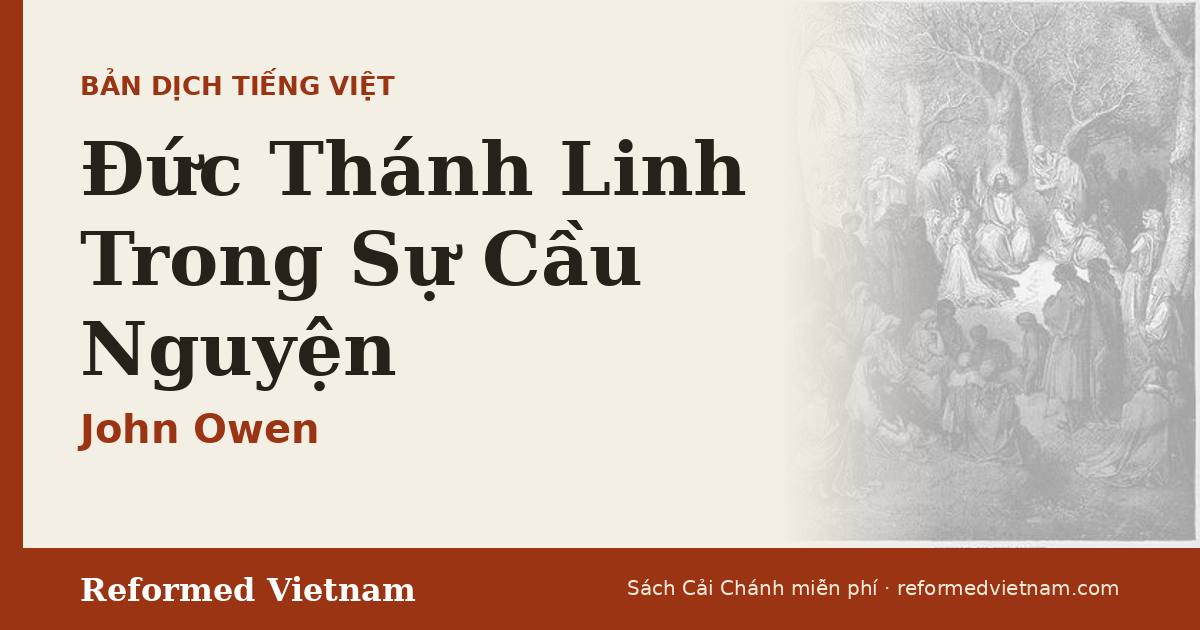 BẢN DỊCH TIẾNG VIỆT
Đức Thánh Linh
Trong Sự Cầu
Nguyện
John Owen
Reformed Vietnam
Sách Cải Chánh miễn phí · reformedvietnam.com